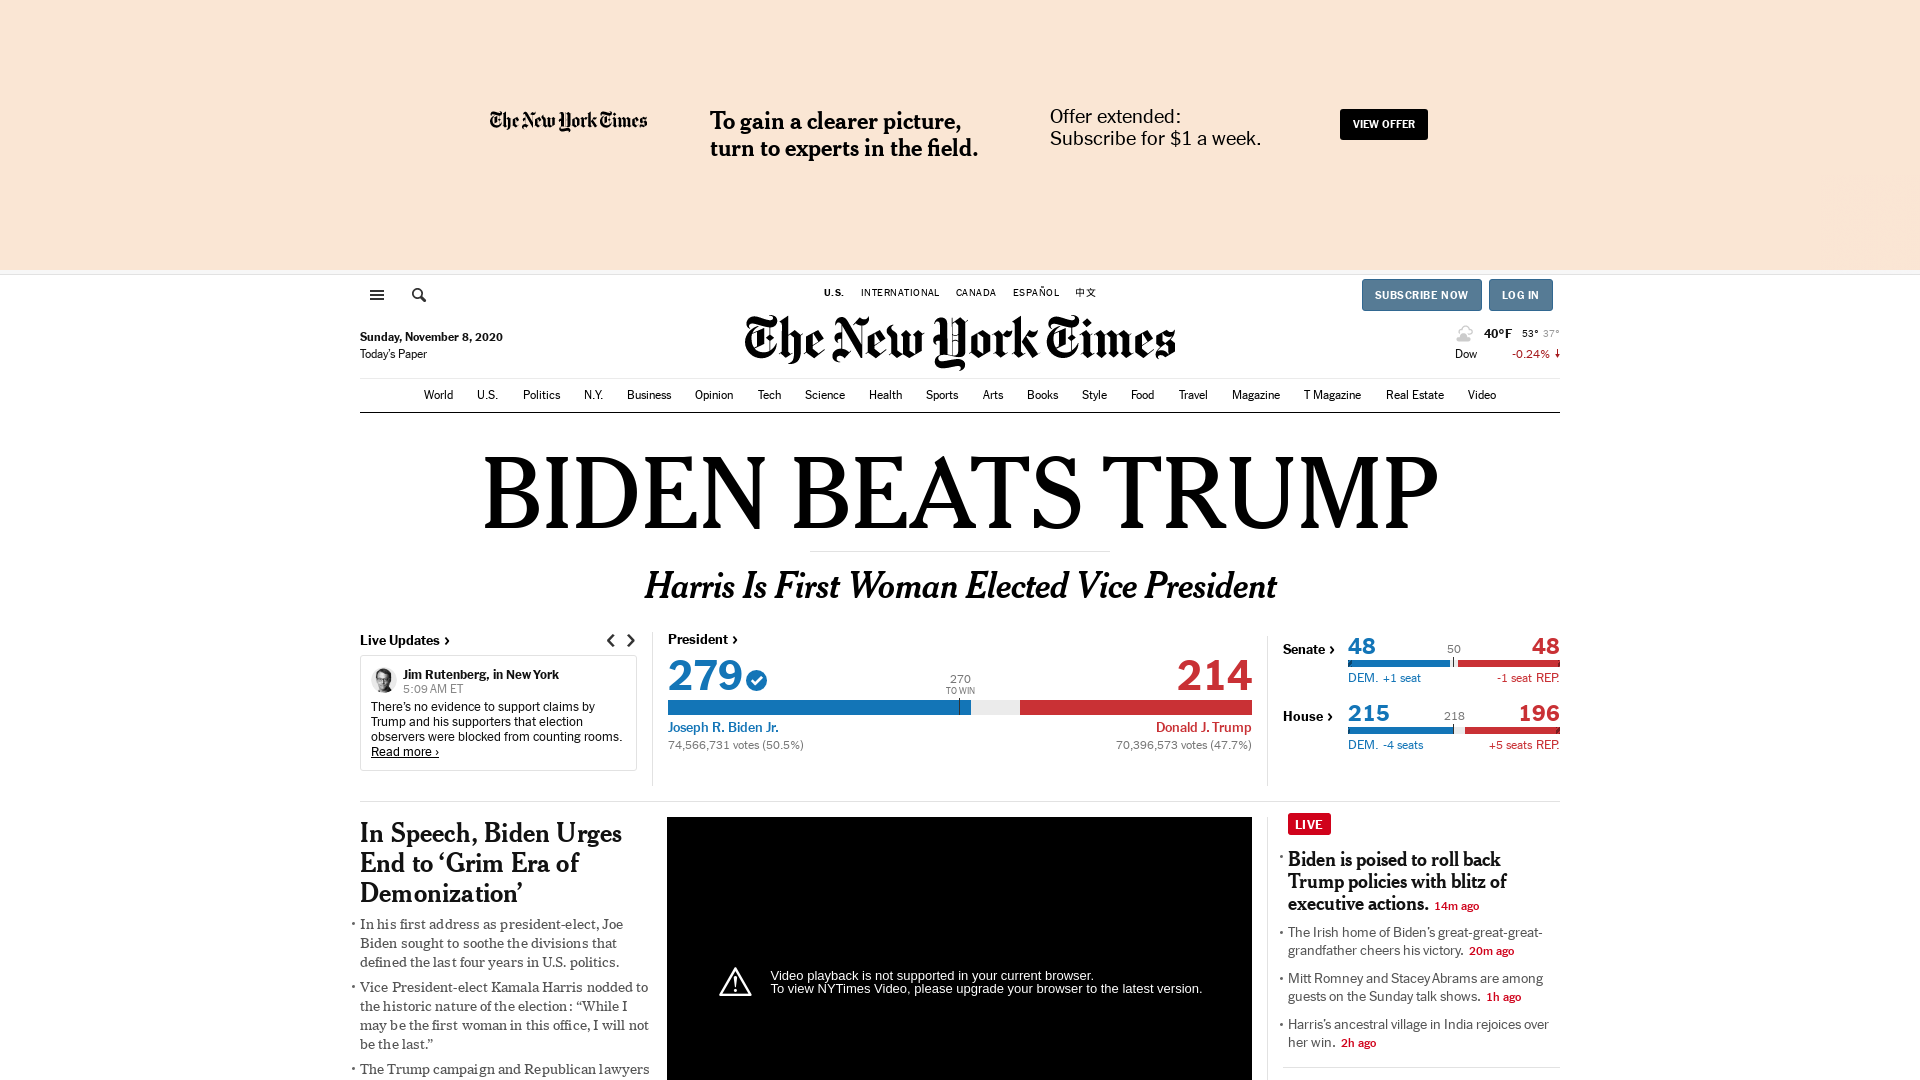 The New York Times
To gain a clearer picture,
turn to experts in the field.
Offer extended:
Subscribe for $1 a week.
VIEW OFFER
U.S. INTERNATIONAL CANADA ESPAÑOL 中文
SUBSCRIBE NOW LOG IN
Sunday, November 8, 2020
Today's Paper
The New York Times
40°F 53° 37°
Dow -0.24%
World U.S. Politics N.Y. Business Opinion Tech Science Health Sports Arts Books Style Food Travel Magazine T Magazine Real Estate Video
BIDEN BEATS TRUMP
Harris Is First Woman Elected Vice President
Live Updates ›
Jim Rutenberg, in New York
5:09 AM ET
There's no evidence to support claims by
Trump and his supporters that election
observers were blocked from counting rooms.
Read more ›
President ›
279 214
270
TO WIN
Joseph R. Biden Jr. Donald J. Trump
74,566,731 votes (50.5%) 70,396,573 votes (47.7%)
Senate › 48 50 48
DEM. +1 seat -1 seat REP.
House › 215 218 196
DEM. -4 seats +5 seats REP.
In Speech, Biden Urges
End to ‘Grim Era of
Demonization’
In his first address as president-elect, Joe
Biden sought to soothe the divisions that
defined the last four years in U.S. politics.
Vice President-elect Kamala Harris nodded to
the historic nature of the election: “While I
may be the first woman in this office, I will not
be the last.”
The Trump campaign and Republican lawyers
Video playback is not supported in your current browser.
To view NYTimes Video, please upgrade your browser to the latest version.
LIVE
Biden is poised to roll back
Trump policies with blitz of
executive actions. 14m ago
The Irish home of Biden’s great-great-great-
grandfather cheers his victory. 20m ago
Mitt Romney and Stacey Abrams are among
guests on the Sunday talk shows. 1h ago
Harris’s ancestral village in India rejoices over
her win. 2h ago